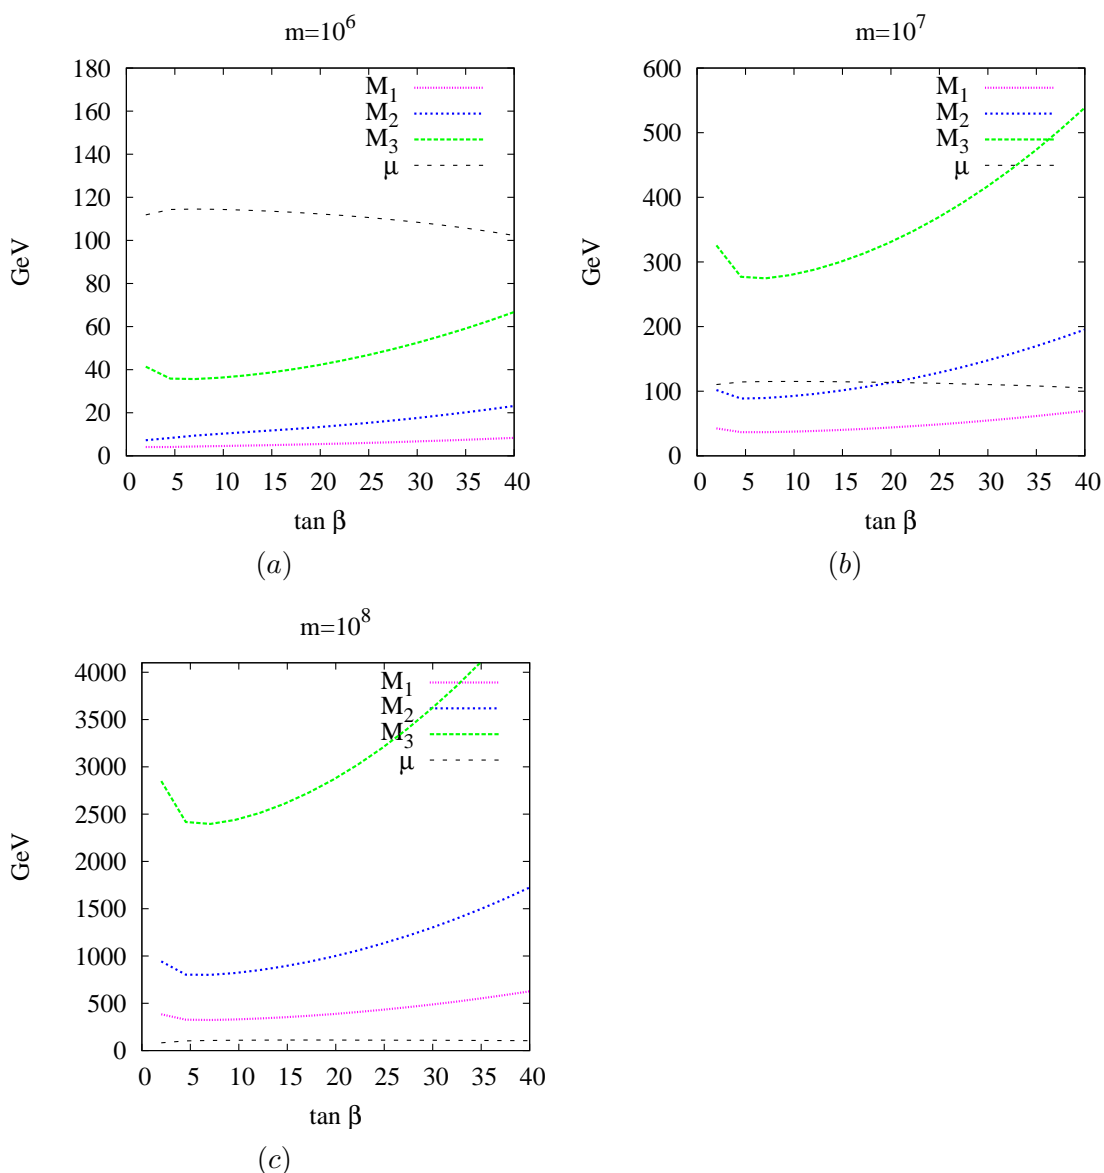 m=10^6
180
160
140
120
100
80
60
40
20
0
GeV
M_1
M_2
M_3
μ
0 5 10 15 20 25 30 35 40
tan β
(a)
m=10^7
600
500
400
300
200
100
0
GeV
M_1
M_2
M_3
μ
0 5 10 15 20 25 30 35 40
tan β
(b)
m=10^8
4000
3500
3000
2500
2000
1500
1000
500
0
GeV
M_1
M_2
M_3
μ
0 5 10 15 20 25 30 35 40
tan β
(c)